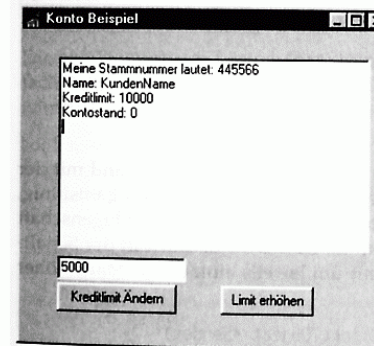 Konto Beispiel
Meine Stammnummer lautet: 445566
Name: KundenName
Kreditlimit: 10000
Kontostand: 0
5000
Kreditlimit Ändern
Limit erhöhen